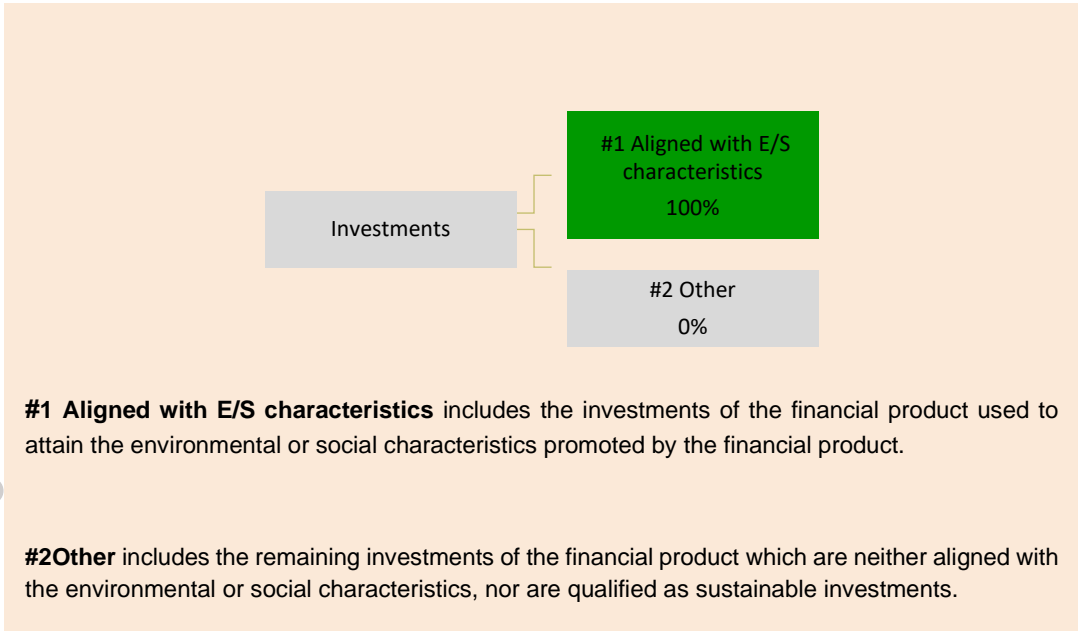 #1 Aligned with E/S
characteristics
100%
Investments
#2 Other
0%
#1 Aligned with E/S characteristics includes the investments of the financial product used to
attain the environmental or social characteristics promoted by the financial product.
#2Other includes the remaining investments of the financial product which are neither aligned with
the environmental or social characteristics, nor are qualified as sustainable investments.